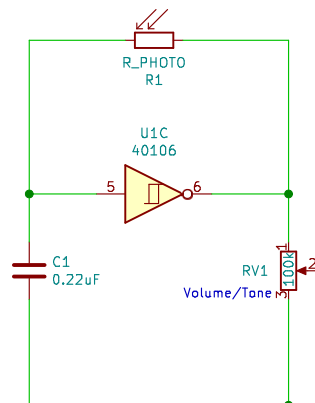 R_PHOTO
R1
U1C
40106
5
6
C1
0.22uF
1
RV1
100k
2
Volume/Tone
3